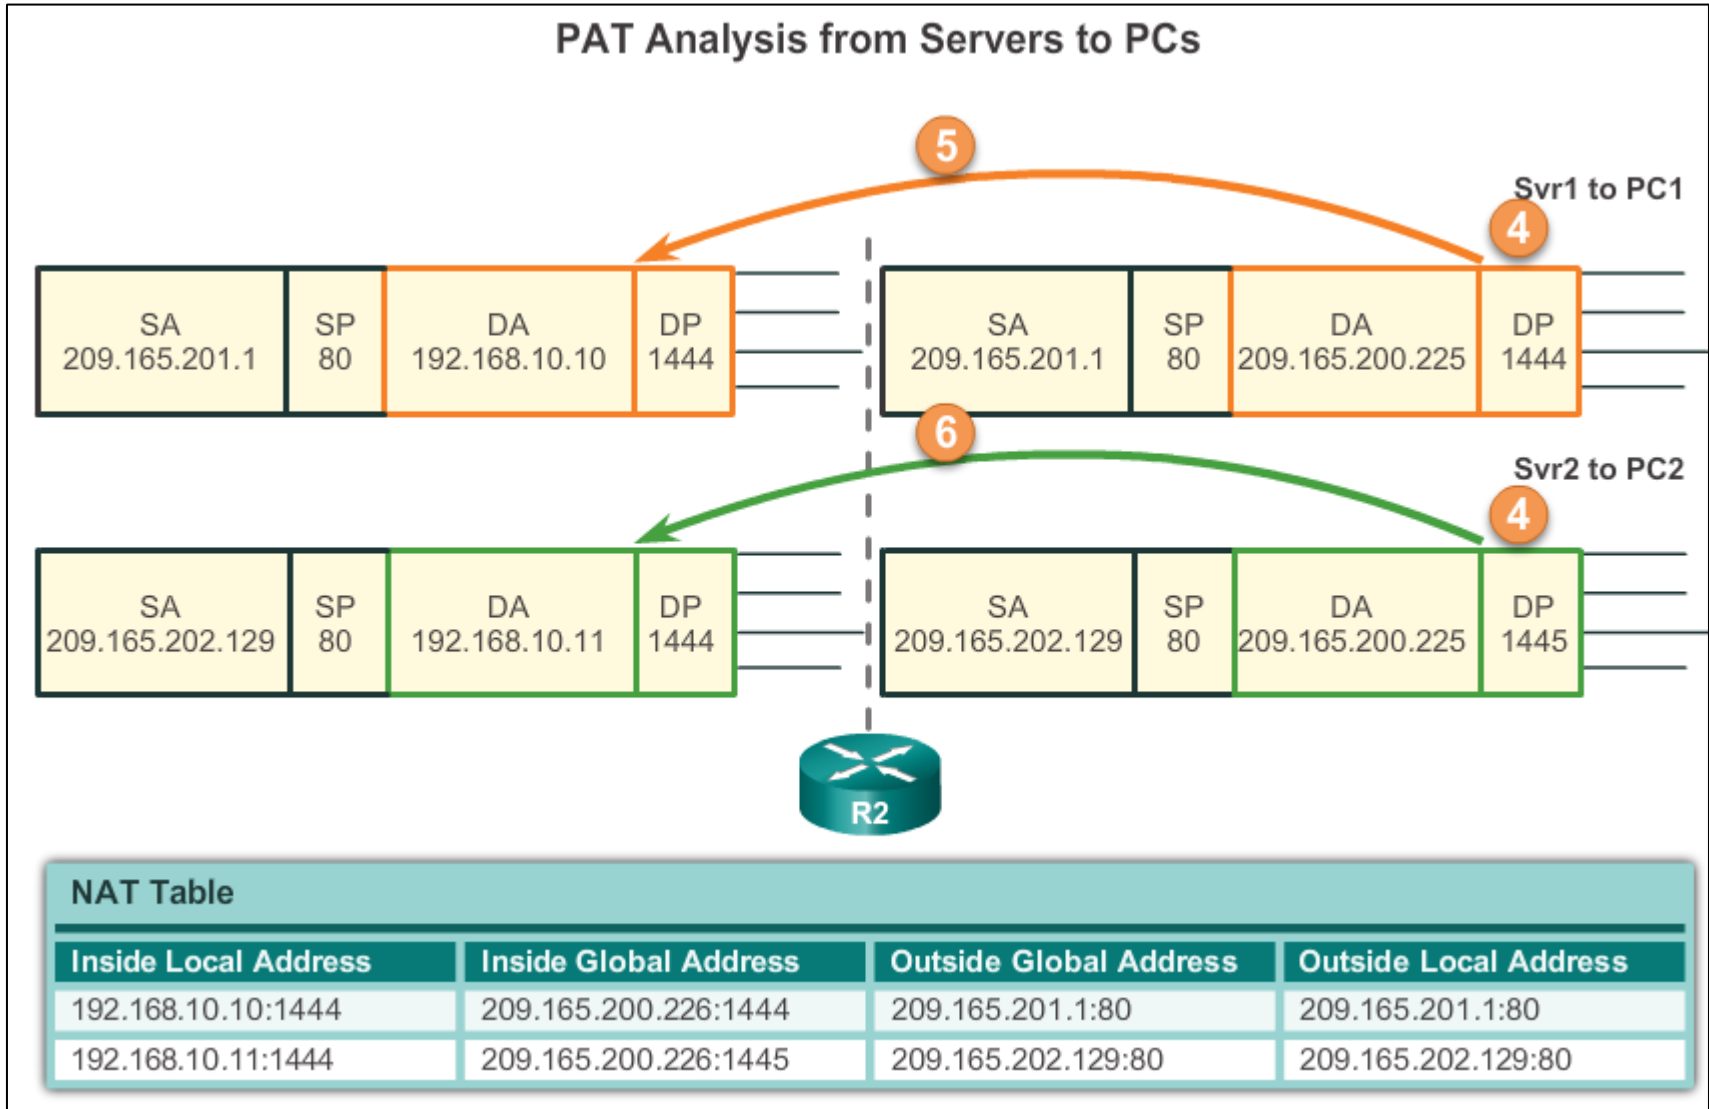 PAT Analysis from Servers to PCs
5
Svr1 to PC1
4
SA
209.165.201.1
SP
80
DA
192.168.10.10
DP
1444
SA
209.165.201.1
SP
80
DA
209.165.200.225
DP
1444
6
Svr2 to PC2
4
SA
209.165.202.129
SP
80
DA
192.168.10.11
DP
1444
SA
209.165.202.129
SP
80
DA
209.165.200.225
DP
1445
R2
NAT Table
Inside Local Address Inside Global Address Outside Global Address Outside Local Address
192.168.10.10:1444 209.165.200.226:1444 209.165.201.1:80 209.165.201.1:80
192.168.10.11:1444 209.165.200.226:1445 209.165.202.129:80 209.165.202.129:80